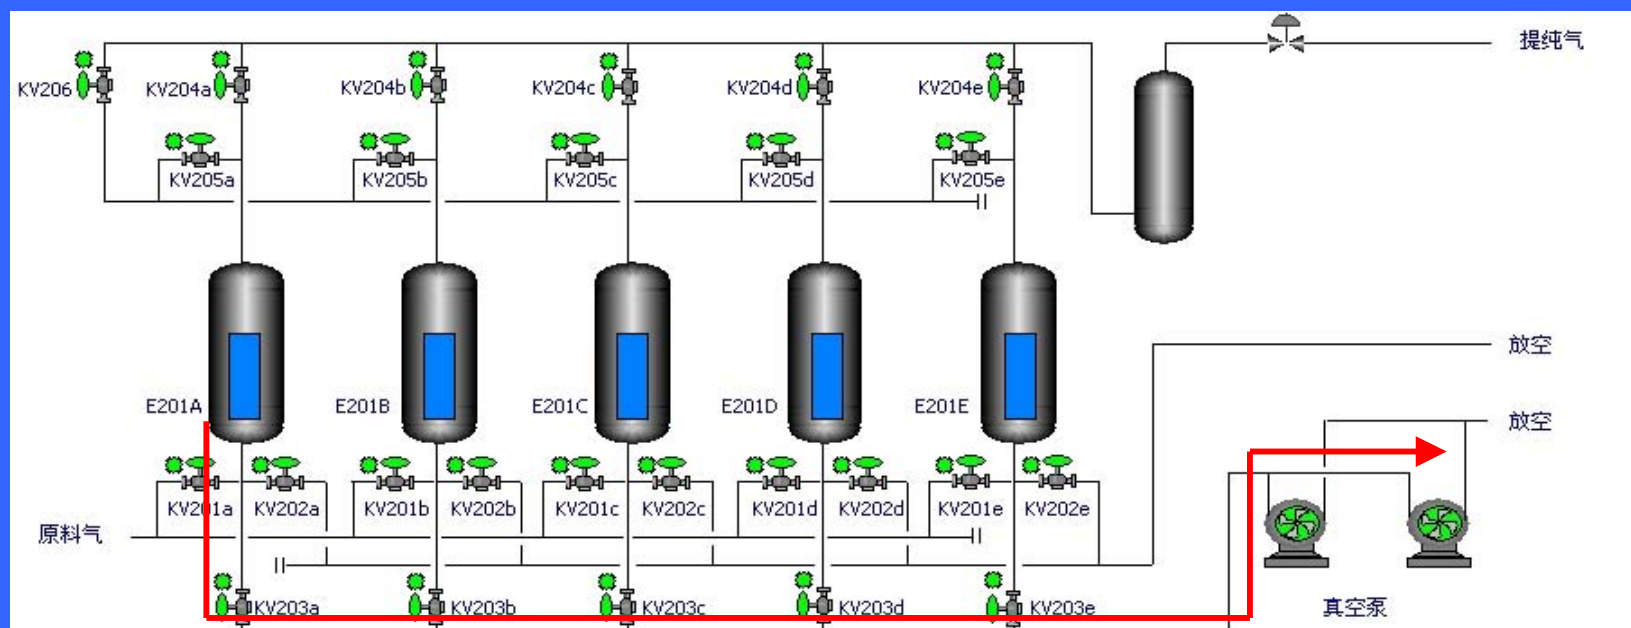 提纯气
KV206
KV204a
KV204b
KV204c
KV204d
KV204e
KV205a
KV205b
KV205c
KV205d
KV205e
放空
E201A
E201B
E201C
E201D
E201E
放空
KV201a
KV202a
KV201b
KV202b
KV201c
KV202c
KV201d
KV202d
KV201e
KV202e
原料气
KV203a
KV203b
KV203c
KV203d
KV203e
真空泵